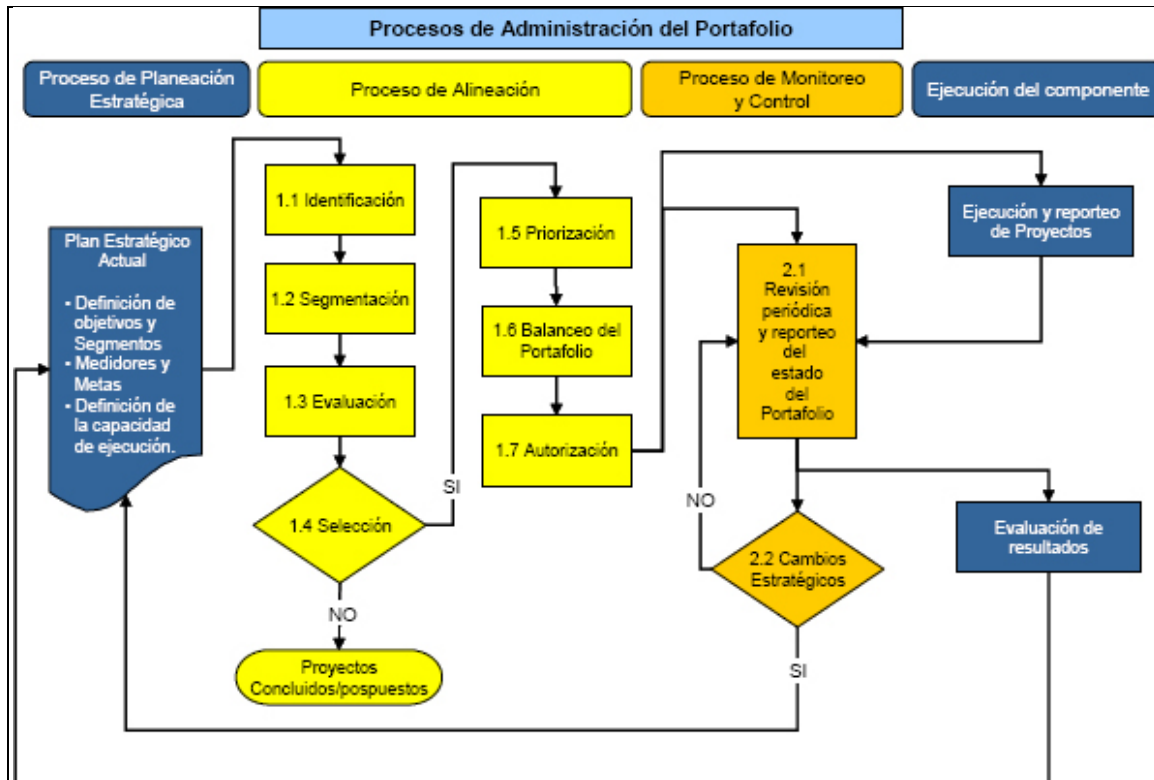 Procesos de Administración del Portafolio
Proceso de Planeación
Estratégica
Proceso de Alineación
Proceso de Monitoreo
y Control
Ejecución del componente
Plan Estratégico
Actual
• Definición de
objetivos y
Segmentos
• Medidores y
Metas
• Definición de
la capacidad
de ejecución.
1.1 Identificación
1.2 Segmentación
1.3 Evaluación
1.4 Selección
SI
NO
Proyectos
Concluidos/pospuestos
1.5 Priorización
1.6 Balanceo del
Portafolio
1.7 Autorización
2.1
Revisión
periódica
y reporteo
del
estado
del
Portafolio
NO
2.2 Cambios
Estratégicos
SI
Ejecución y reporteo
de Proyectos
Evaluación de
resultados